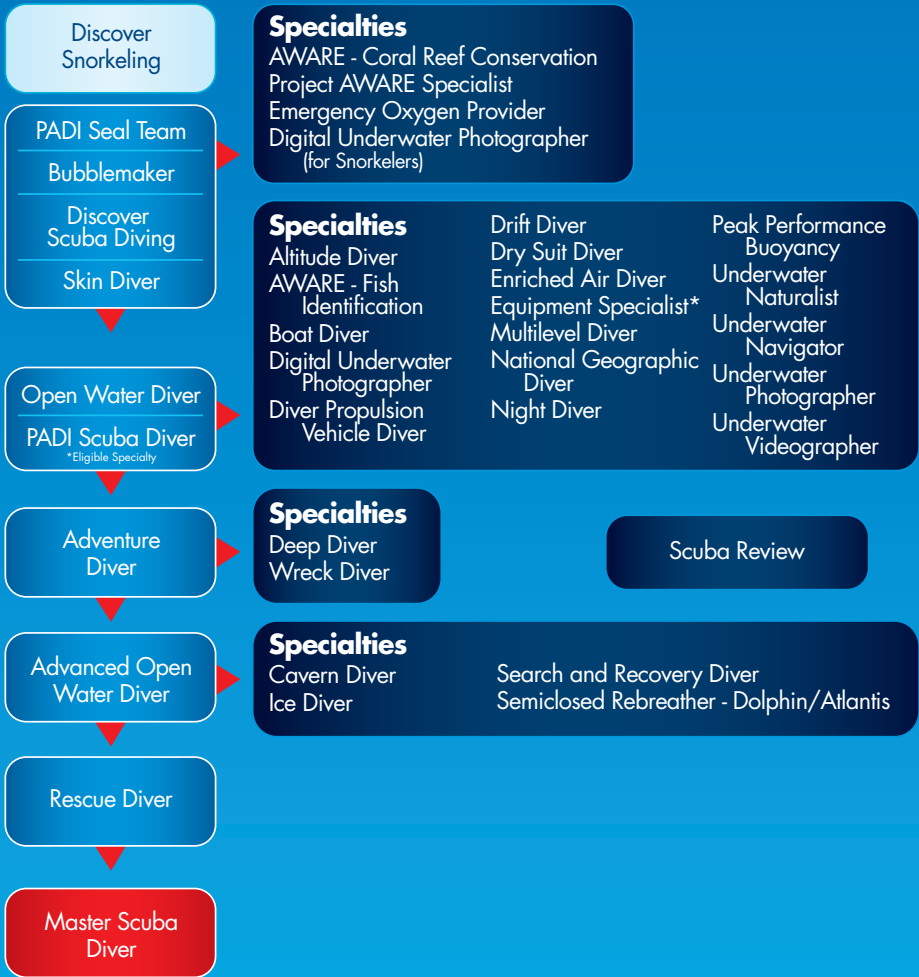 Discover
Snorkeling
PADI Seal Team
Bubblemaker
Discover
Scuba Diving
Skin Diver
Specialties
AWARE - Coral Reef Conservation
Project AWARE Specialist
Emergency Oxygen Provider
Digital Underwater Photographer
(for Snorkelers)
Open Water Diver
PADI Scuba Diver
*Eligible Specialty
Specialties
Altitude Diver
AWARE - Fish
Identification
Boat Diver
Digital Underwater
Photographer
Diver Propulsion
Vehicle Diver
Drift Diver
Dry Suit Diver
Enriched Air Diver
Equipment Specialist*
Multilevel Diver
National Geographic
Diver
Night Diver
Peak Performance
Buoyancy
Underwater
Naturalist
Underwater
Navigator
Underwater
Photographer
Underwater
Videographer
Adventure
Diver
Specialties
Deep Diver
Wreck Diver
Scuba Review
Advanced Open
Water Diver
Specialties
Cavern Diver
Ice Diver
Search and Recovery Diver
Semiclosed Rebreather - Dolphin/Atlantis
Rescue Diver
Master Scuba
Diver